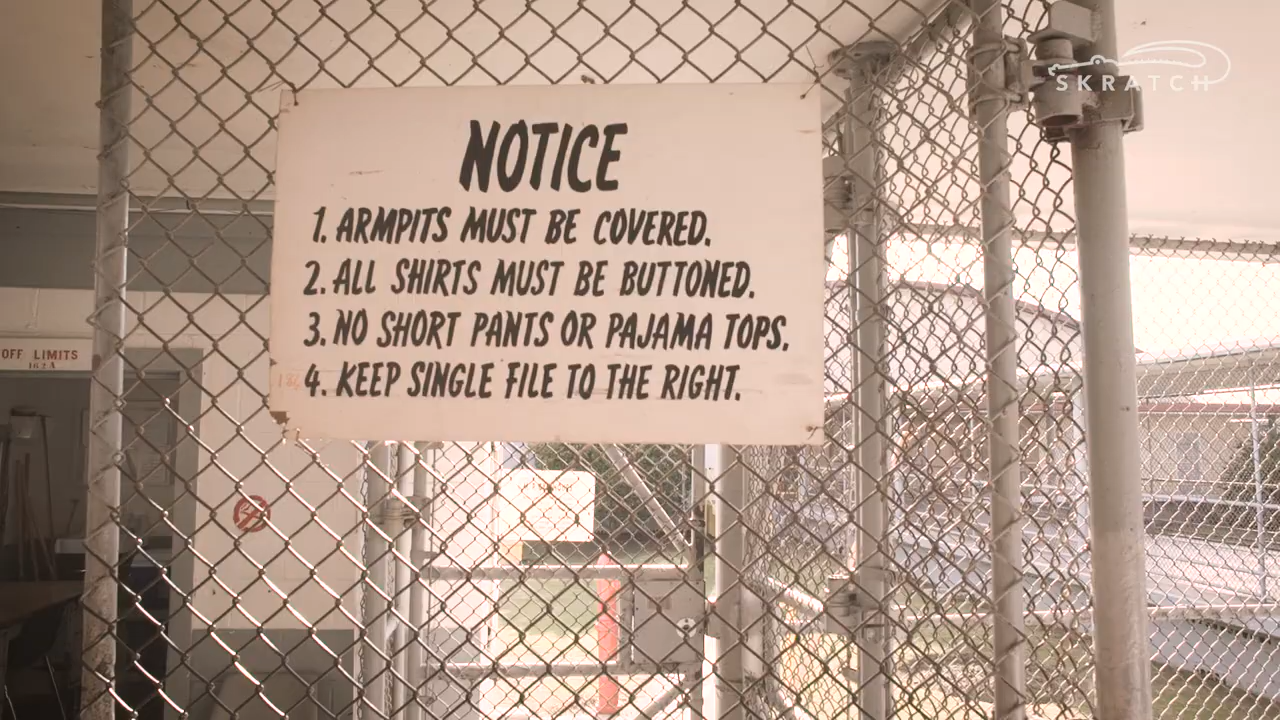 SKRATCH
NOTICE
1. ARMPITS MUST BE COVERED.
2. ALL SHIRTS MUST BE BUTTONED.
3. NO SHORT PANTS OR PAJAMA TOPS.
4. KEEP SINGLE FILE TO THE RIGHT.
OFF LIMITS